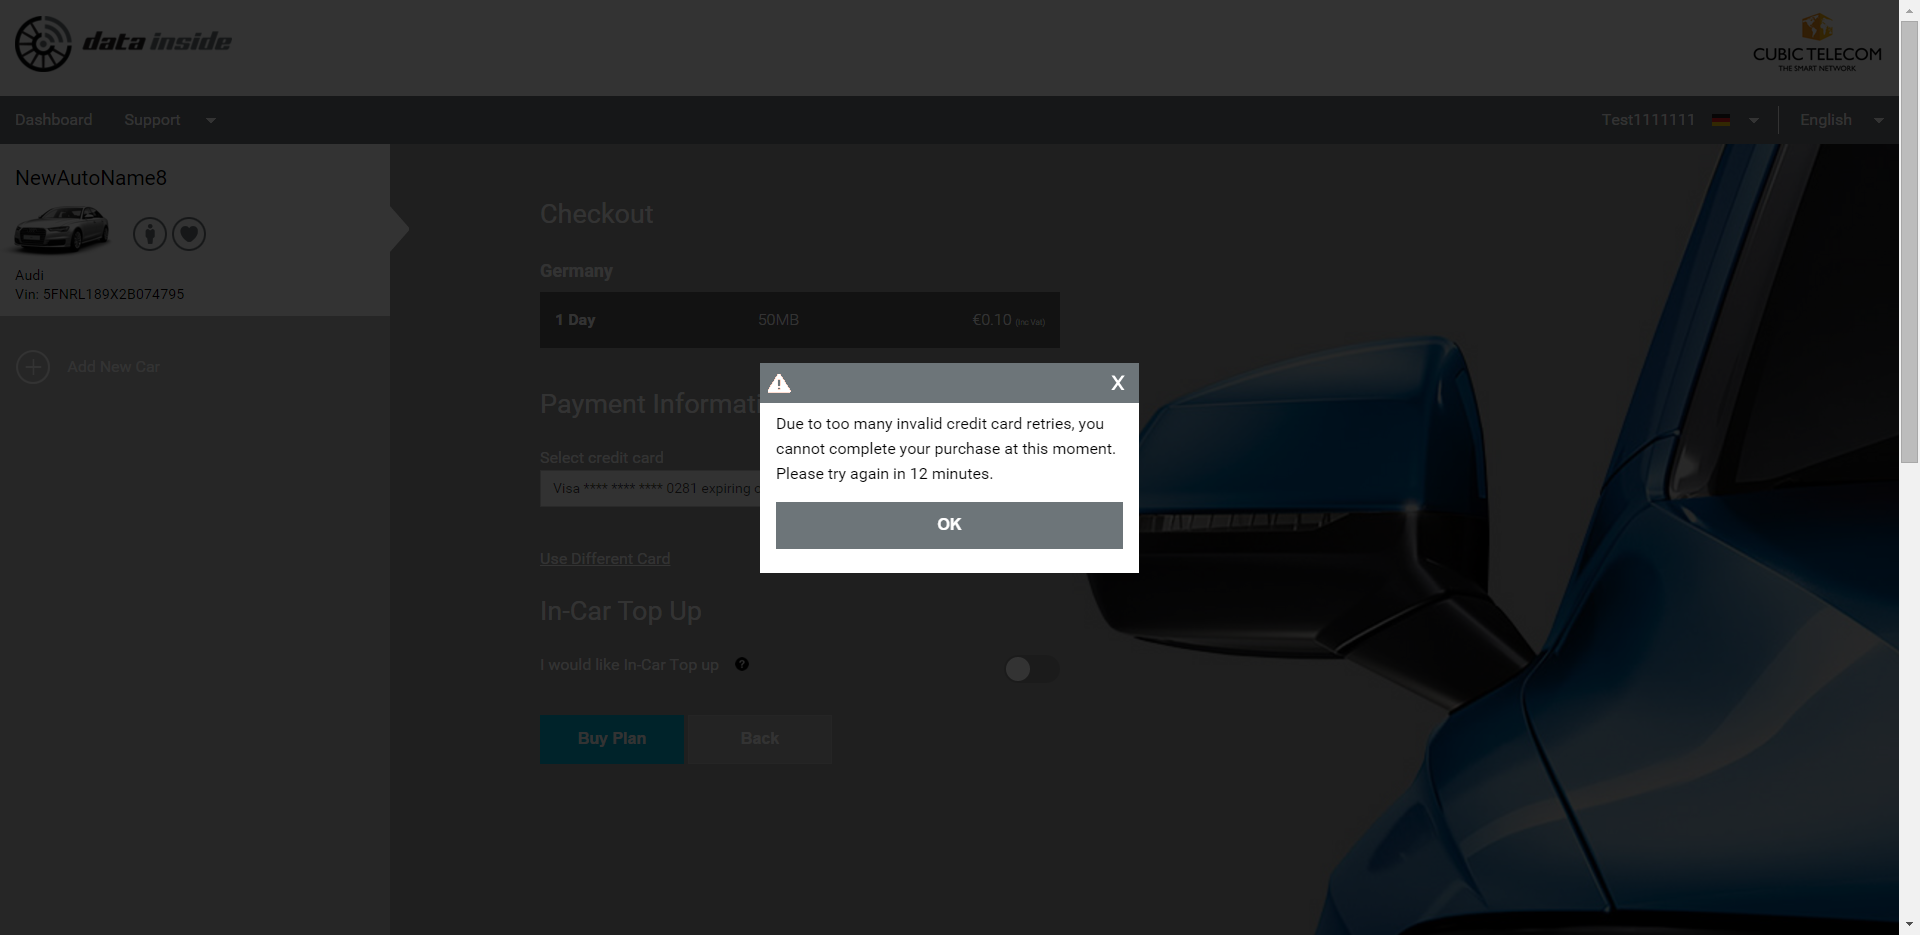 data inside
CUBIC TELECOM
THE SMART NETWORK
Dashboard Support
Test1111111 English
NewAutoName8
Audi
Vin: 5FNRL189X2B074795
Add New Car
Checkout
Germany
1 Day 50MB €0.10 (Inc Vat)
Payment Informati
Select credit card
Visa **** **** **** 0281 expiring
Use Different Card
In-Car Top Up
I would like In-Car Top up ?
Buy Plan Back
X
Due to too many invalid credit card retries, you
cannot complete your purchase at this moment.
Please try again in 12 minutes.
OK